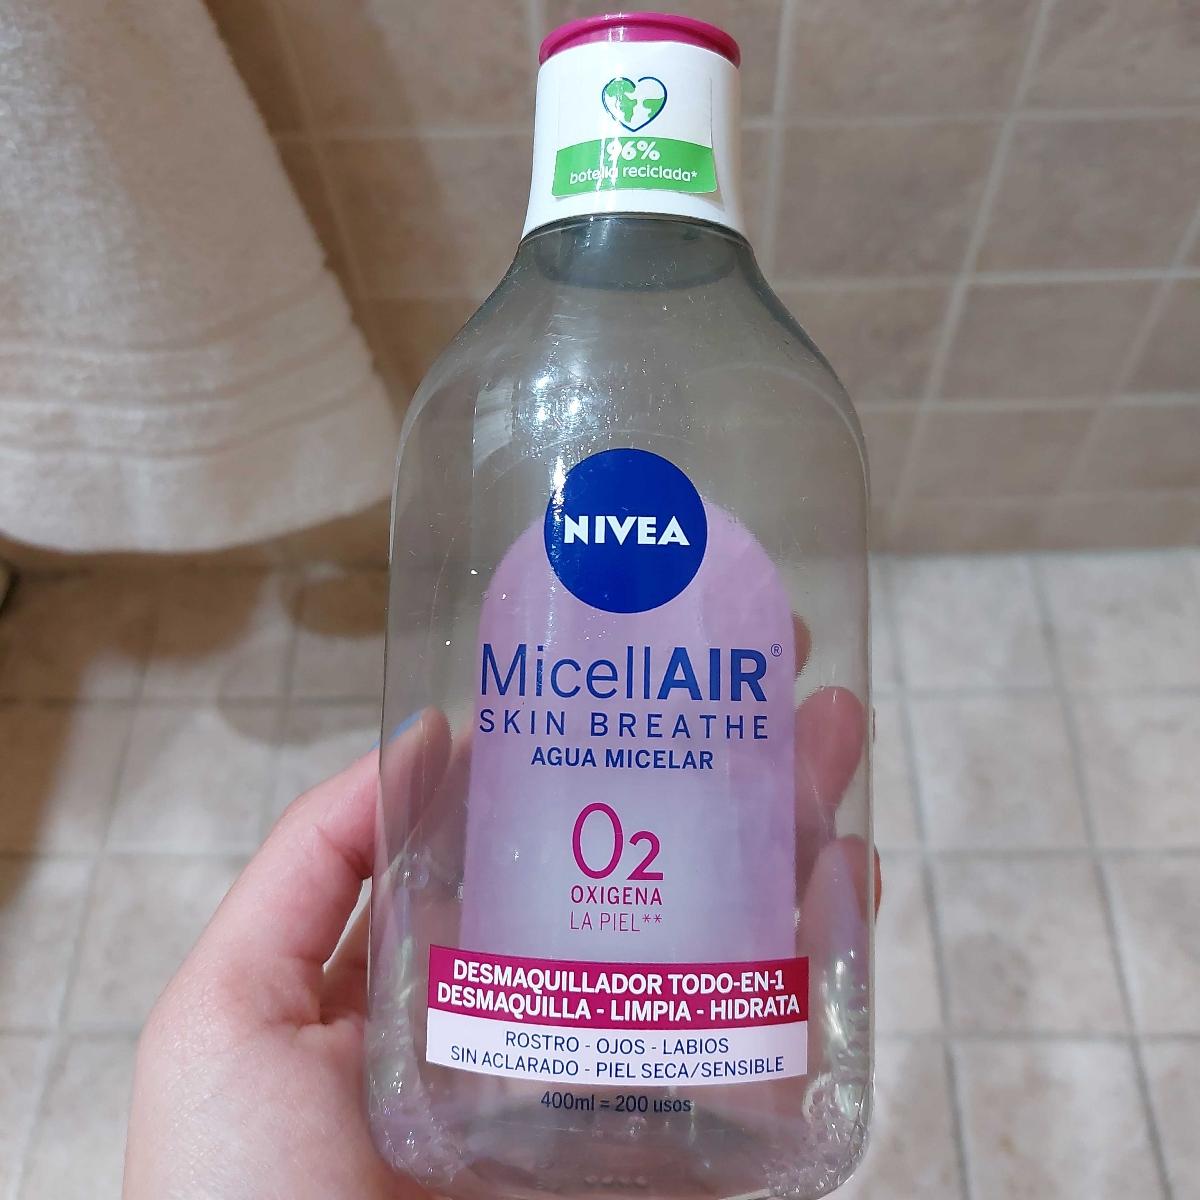 96%
botella reciclada*
NIVEA
MicellAIR®
SKIN BREATHE
AGUA MICELAR
O2
OXIGENA
LA PIEL**
DESMAQUILLADOR TODO-EN-1
DESMAQUILLA - LIMPIA - HIDRATA
ROSTRO - OJOS - LABIOS
SIN ACLARADO - PIEL SECA/SENSIBLE
400ml = 200 usos